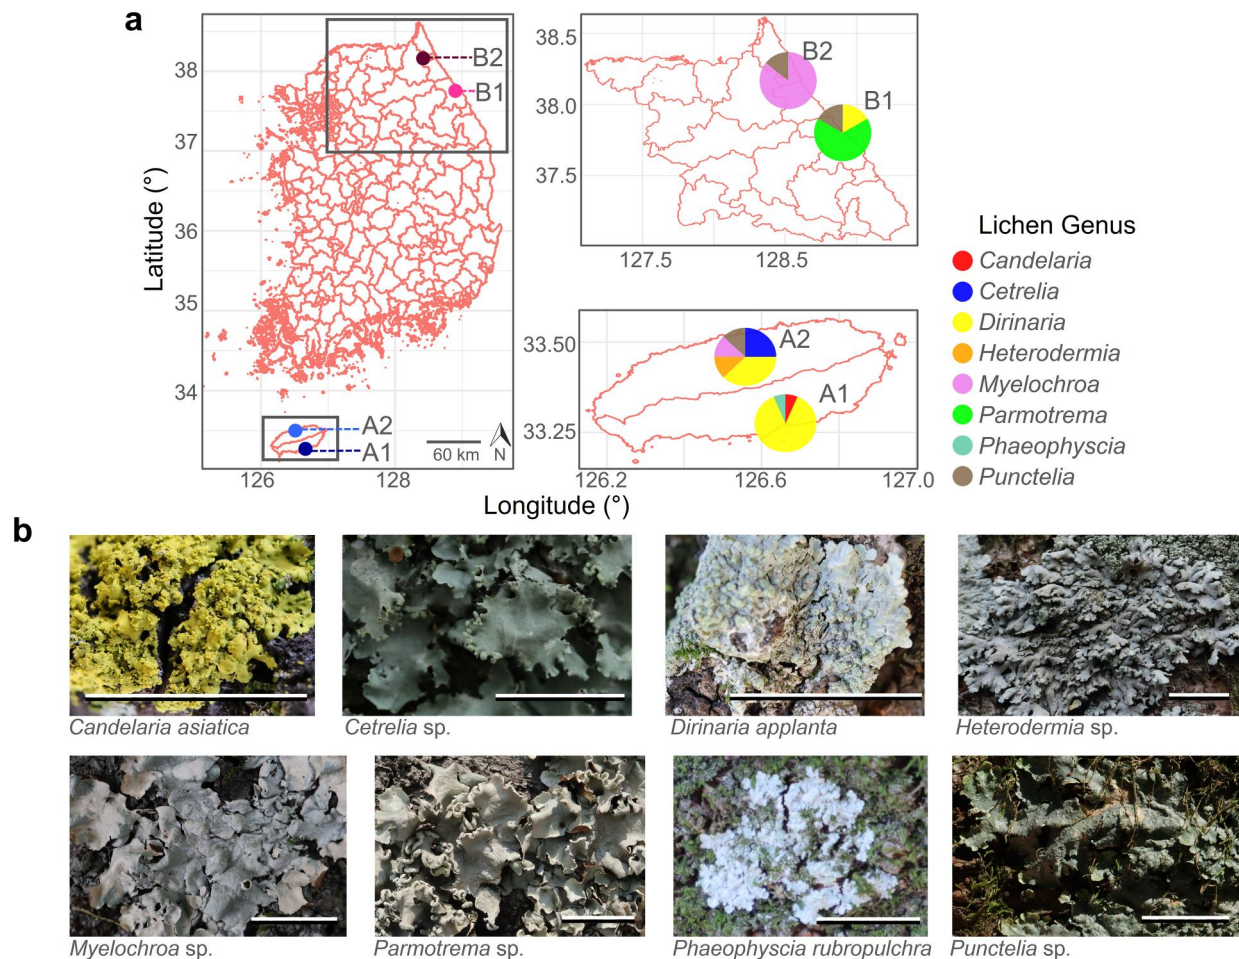 a
38
37
36
35
34
126
128
B2
B1
A2
A1
60 km
N
Latitude (°)
Longitude (°)
38.5
38.0
37.5
127.5
128.5
B2
B1
33.50
33.25
126.2
126.6
127.0
A2
A1
Lichen Genus
Candelaria
Cetrelia
Dirinaria
Heterodermia
Myelochroa
Parmotrema
Phaeophyscia
Punctelia
b
Candelaria asiatica
Cetrelia sp.
Dirinaria applanta
Heterodermia sp.
Myelochroa sp.
Parmotrema sp.
Phaeophyscia rubropulchra
Punctelia sp.